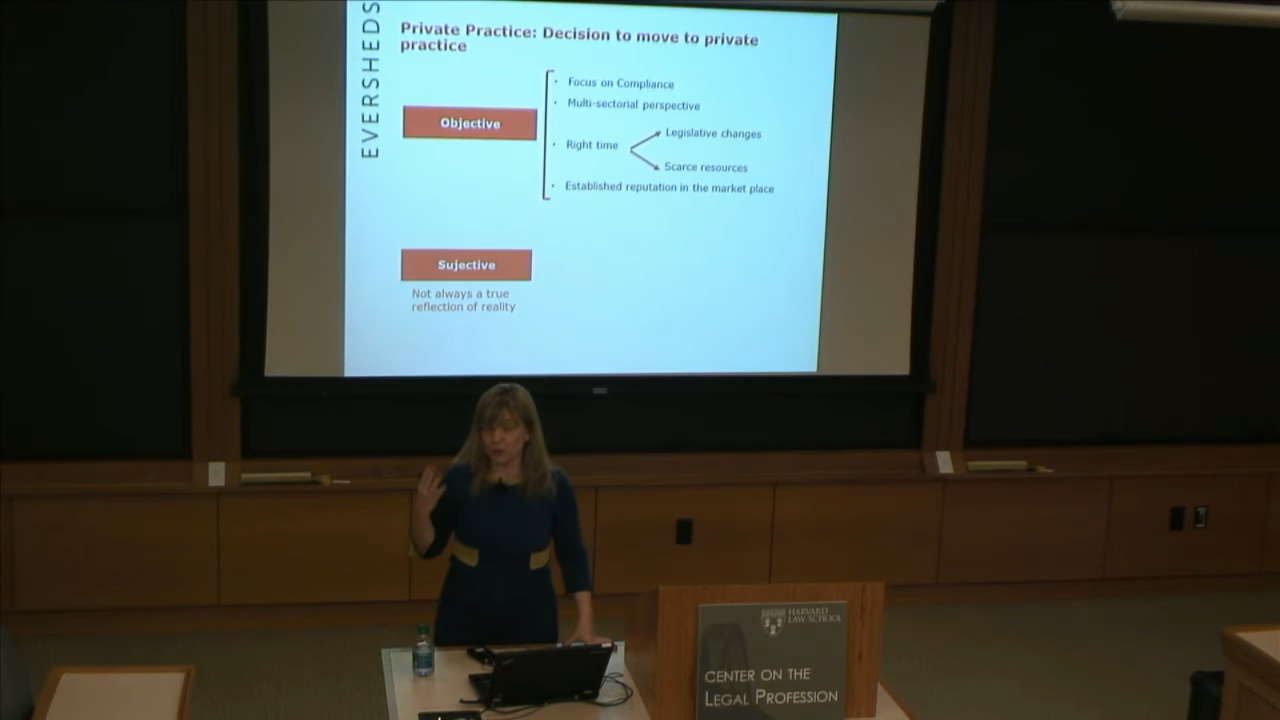 EVERSHEDS
Private Practice: Decision to move to private
practice
Objective
· Focus on Compliance
· Multi-sectorial perspective
· Right time
Legislative changes
Scarce resources
· Established reputation in the market place
Sujective
Not always a true
reflection of reality
HARVARD
LAW SCHOOL
CENTER ON THE
LEGAL PROFESSION